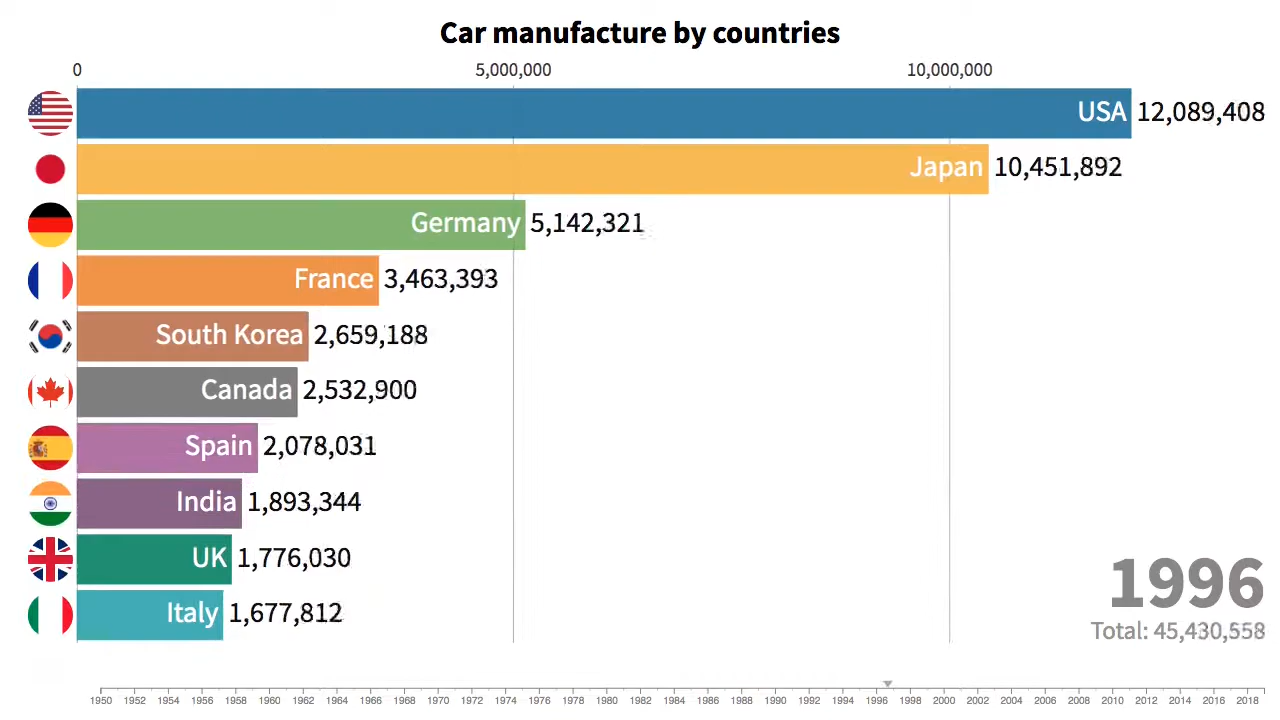 Car manufacture by countries
0 5,000,000 10,000,000
USA 12,089,408
Japan 10,451,892
Germany 5,142,321
France 3,463,393
South Korea 2,659,188
Canada 2,532,900
Spain 2,078,031
India 1,893,344
UK 1,776,030
Italy 1,677,812
1996
Total: 45,430,558
1950 1952 1954 1956 1958 1960 1962 1964 1966 1968 1970 1972 1974 1976 1978 1980 1982 1984 1986 1988 1990 1992 1994 1996 1998 2000 2002 2004 2006 2008 2010 2012 2014 2016 2018